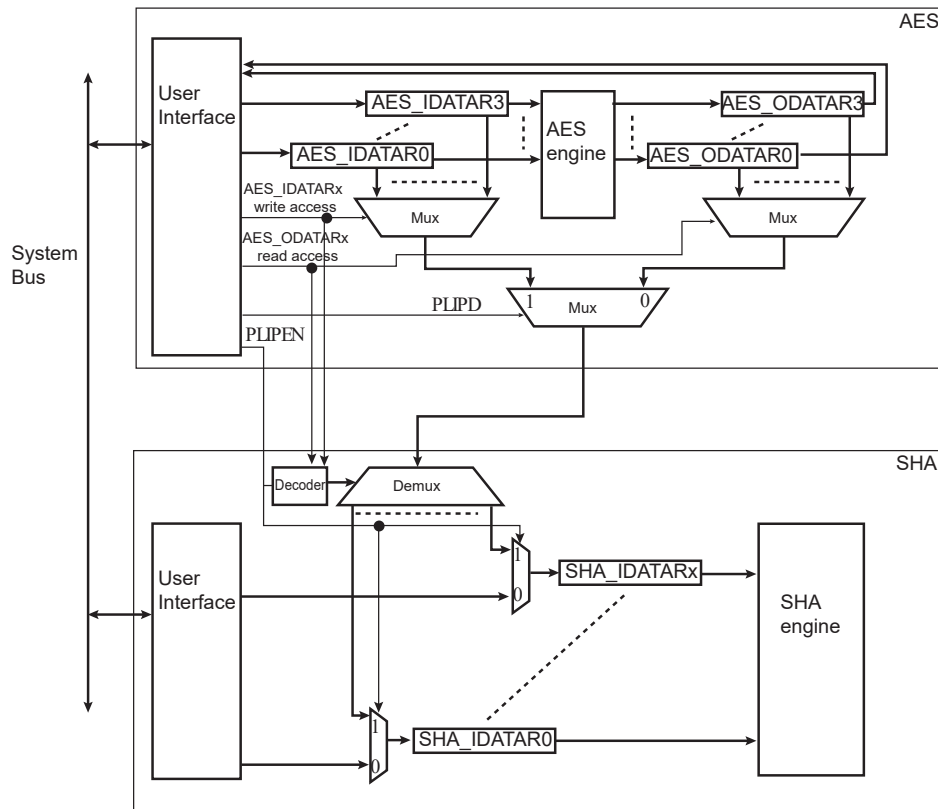 AES
User
Interface
AES_IDATAR3
AES_ODATAR3
AES
engine
AES_IDATAR0
AES_ODATAR0
AES_IDATARx
write access
Mux
Mux
AES_ODATARx
read access
System
Bus
1
Mux
0
PLIPD
PLIPEN
SHA
Decoder
Demux
1
0
SHA_IDATARx
User
Interface
SHA
engine
1
0
SHA_IDATAR0